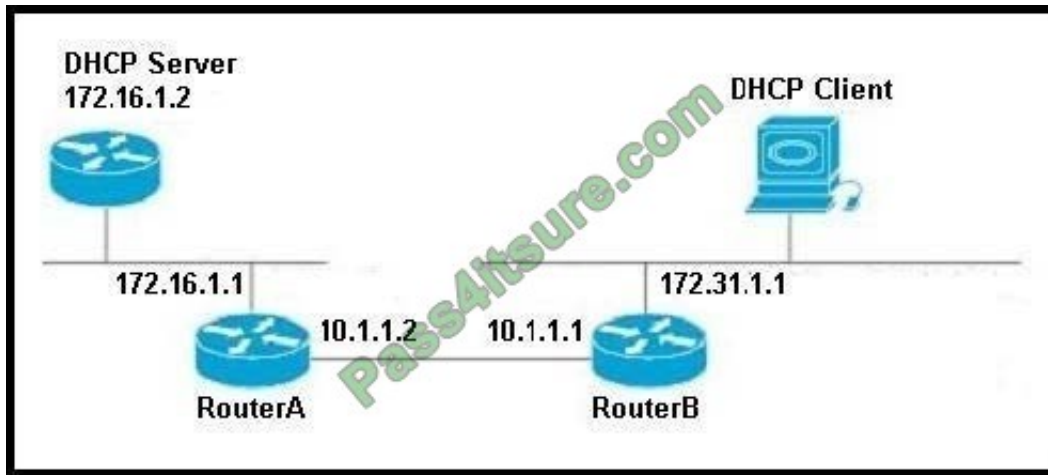 DHCP Server
172.16.1.2
DHCP Client
172.16.1.1
172.31.1.1
10.1.1.2
10.1.1.1
RouterA
RouterB
Pass4itsure.com